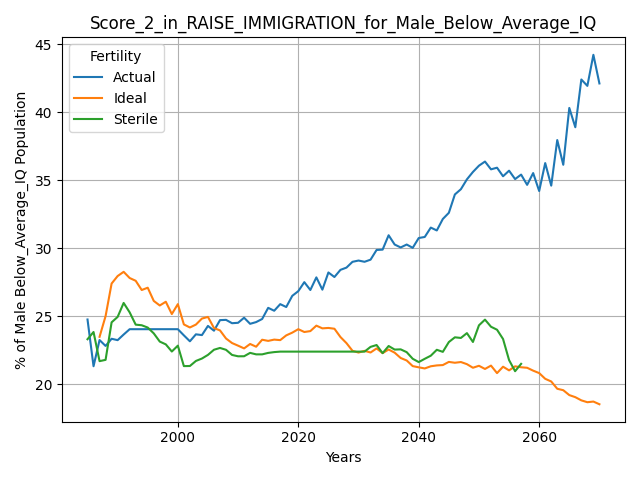 Score_2_in_RAISE_IMMIGRATION_for_Male_Below_Average_IQ
% of Male Below_Average_IQ Population
45
40
35
30
25
20
Fertility
Actual
Ideal
Sterile
2000 2020 2040 2060
Years